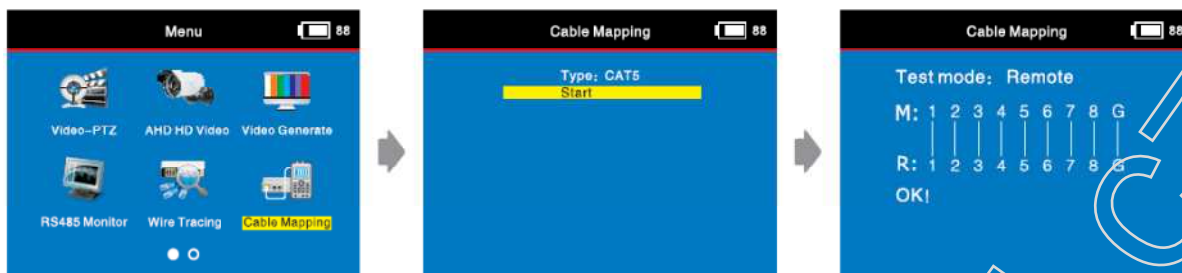 Menu 88
Video-PTZ AHD HD Video Video Generate
RS485 Monitor Wire Tracing Cable Mapping
Cable Mapping 88
Type: CAT5
Start
Cable Mapping 88
Test mode: Remote
M: 1 2 3 4 5 6 7 8 G
R: 1 2 3 4 5 6 7 8 G
OK!